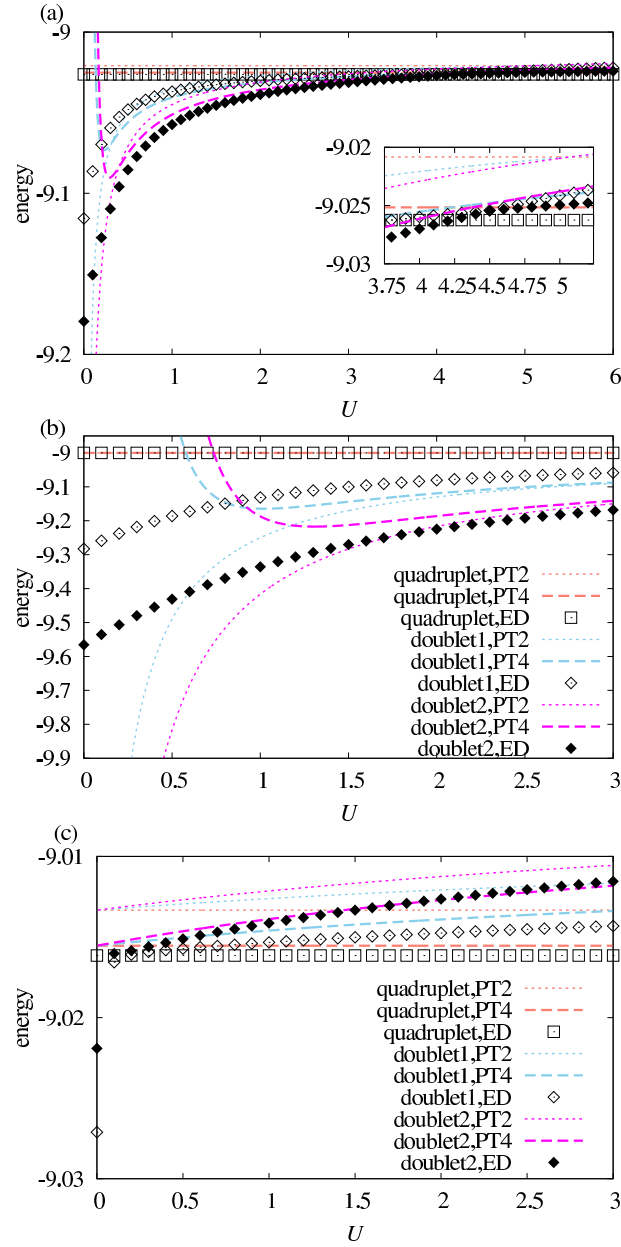 (a)
-9
-9.1
-9.2
energy
0 1 2 3 4 5 6
U
-9.02
-9.025
-9.03
3.75 4 4.25 4.5 4.75 5
(b)
-9
-9.1
-9.2
-9.3
-9.4
-9.5
-9.6
-9.7
-9.8
-9.9
energy
0 0.5 1 1.5 2 2.5 3
U
quadruplet,PT2
quadruplet,PT4
quadruplet,ED
doublet1,PT2
doublet1,PT4
doublet1,ED
doublet2,PT2
doublet2,PT4
doublet2,ED
(c)
-9.01
-9.02
-9.03
energy
0 0.5 1 1.5 2 2.5 3
U
quadruplet,PT2
quadruplet,PT4
quadruplet,ED
doublet1,PT2
doublet1,PT4
doublet1,ED
doublet2,PT2
doublet2,PT4
doublet2,ED